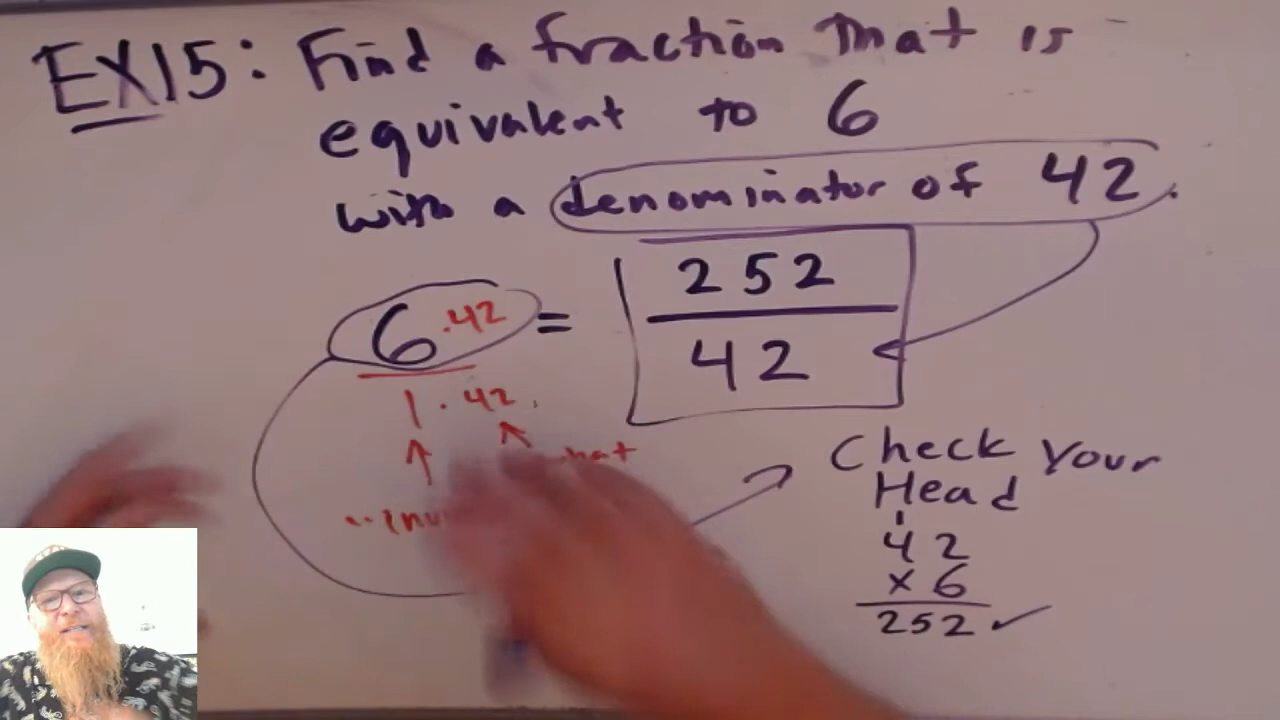 EX15: Find a fraction that is
equivalent to 6
with a denominator of 42.
6 · 42 = 252
1 · 42 42
Check Your
Head
1
42
x 6
252 ✓